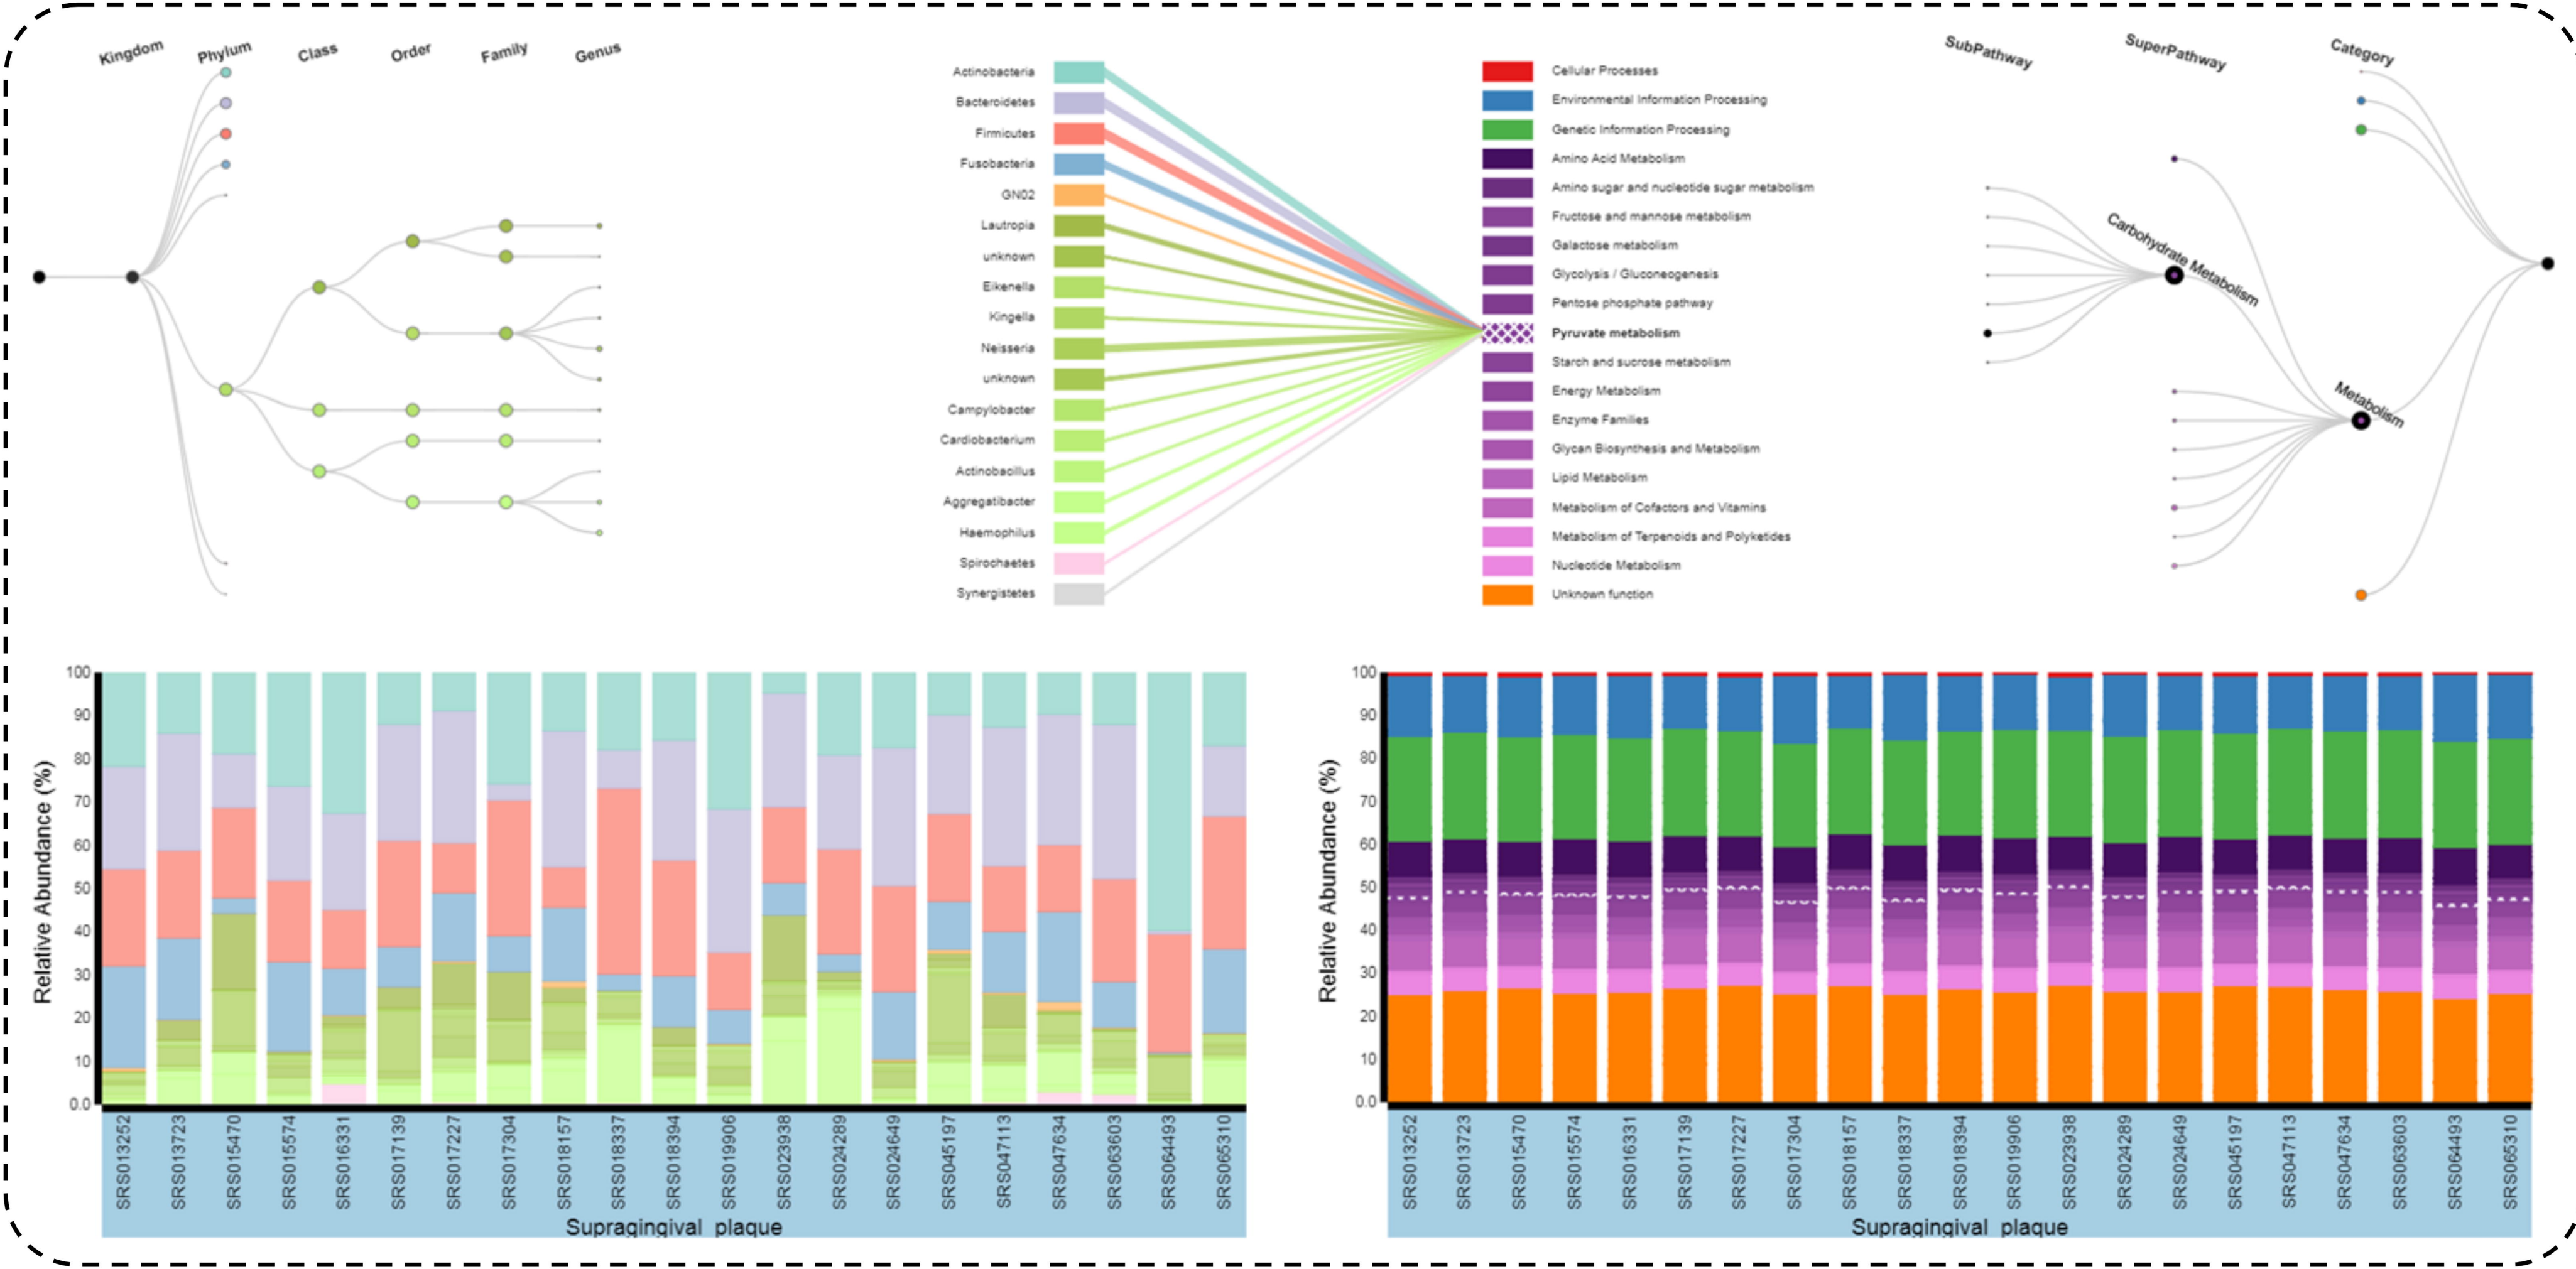 Kingdom
Phylum
Class
Order
Family
Genus
Actinobacteria
Bacteroidetes
Firmicutes
Fusobacteria
GN02
Lautropia
unknown
Eikenella
Kingella
Neisseria
unknown
Campylobacter
Cardiobacterium
Actinobacillus
Aggregatibacter
Haemophilus
Spirochaetes
Synergistetes
Cellular Processes
Environmental Information Processing
Genetic Information Processing
Amino Acid Metabolism
Amino sugar and nucleotide sugar metabolism
Fructose and mannose metabolism
Galactose metabolism
Glycolysis / Gluconeogenesis
Pentose phosphate pathway
Pyruvate metabolism
Starch and sucrose metabolism
Energy Metabolism
Enzyme Families
Glycan Biosynthesis and Metabolism
Lipid Metabolism
Metabolism of Cofactors and Vitamins
Metabolism of Terpenoids and Polyketides
Nucleotide Metabolism
Unknown function
SubPathway
SuperPathway
Category
Carbohydrate Metabolism
Metabolism
Relative Abundance (%)
100
90
80
70
60
50
40
30
20
10
0.0
SRS013252
SRS013723
SRS015470
SRS015574
SRS016331
SRS017139
SRS017227
SRS017304
SRS018157
SRS018337
SRS018394
SRS019906
SRS023938
SRS024289
SRS024649
SRS045197
SRS047113
SRS047634
SRS063603
SRS064493
SRS065310
Supragingival plaque
Relative Abundance (%)
100
90
80
70
60
50
40
30
20
10
0.0
SRS013252
SRS013723
SRS015470
SRS015574
SRS016331
SRS017139
SRS017227
SRS017304
SRS018157
SRS018337
SRS018394
SRS019906
SRS023938
SRS024289
SRS024649
SRS045197
SRS047113
SRS047634
SRS063603
SRS064493
SRS065310
Supragingival plaque